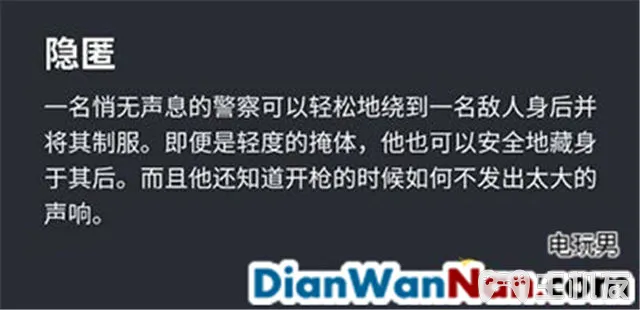 隐匿
一名悄无声息的警察可以轻松地绕到一名敌人身后并
将其制服。即便是轻度的掩体，他也可以安全地藏身
于其后。而且他还知道开枪的时候如何不发出太大的
声响。
电玩男
DianWanNan.com